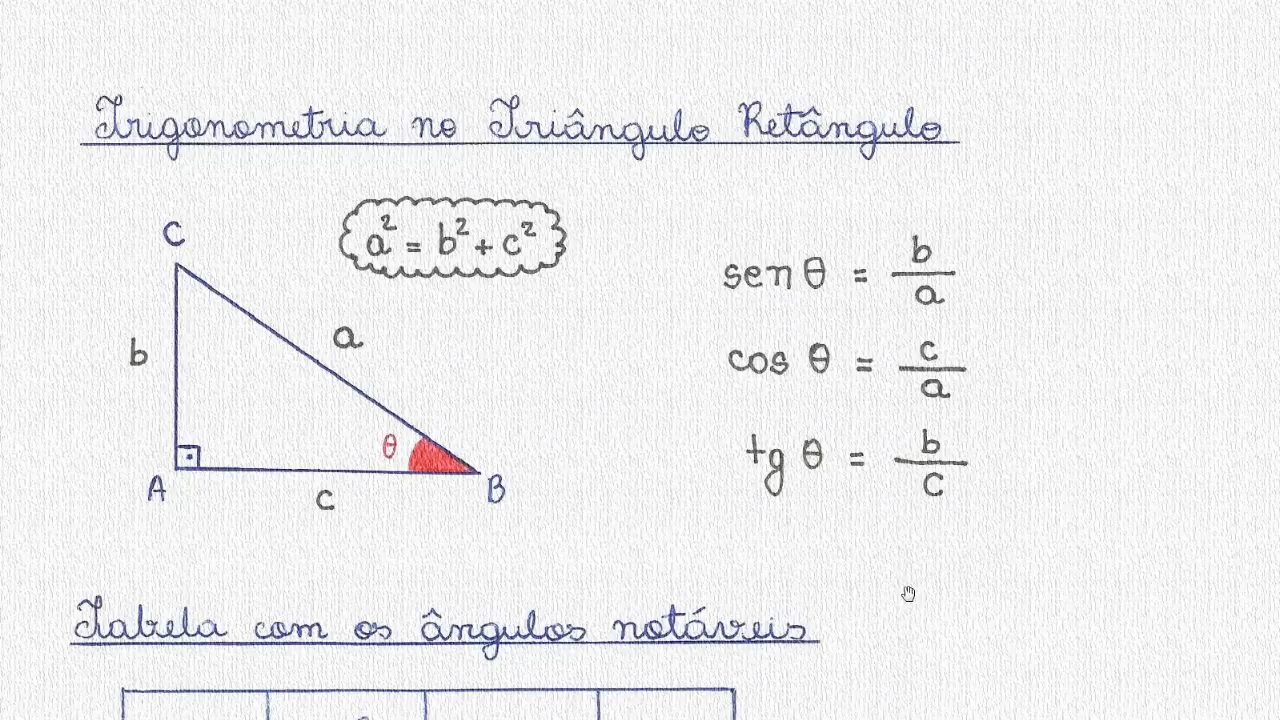 Trigonometria no Triângulo Retângulo
C
a² = b² + c²
sen θ = b/a
b
a
cos θ = c/a
θ
tg θ = b/c
A
c
B
Tabela com os ângulos notáveis